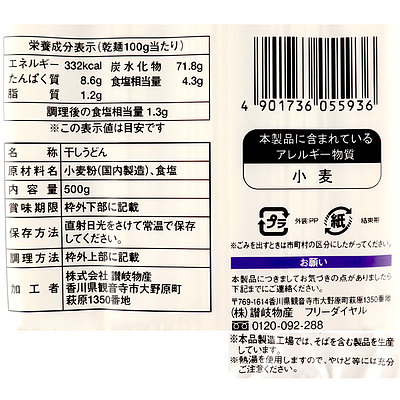 栄養成分表示(乾麺100g当たり)
エネルギー 332kcal 炭水化物 71.8g
たんぱく質 8.6g 食塩相当量 4.3g
脂質 1.2g
調理後の食塩相当量 1.3g
※この表示値は目安です
名称 干しうどん
原材料名 小麦粉(国内製造)、食塩
内容量 500g
賞味期限 枠外下部に記載
保存方法 直射日光をさけて常温で保存
してください。
調理方法 枠外上部に記載
加工者 株式会社 讃岐物産
香川県観音寺市大野原町
萩原1350番地
4 901736 055936
本製品に含まれている
アレルギー物質
小麦
プラ 外装:PP 紙 結束形
※ごみを出すときは市町村の区分にしたがってください。
お願い
本製品につきましてお気づきの点がありましたら
下記までにご連絡ください。
〒769-1614香川県観音寺市大野原町萩原1350番地
(株)讃岐物産 フリーダイヤル
0120-092-288
※本製品製造工場では、そばを含む製品を生産
しています。
※熱湯を使用しますので、やけど等には充分
ご注意ください。